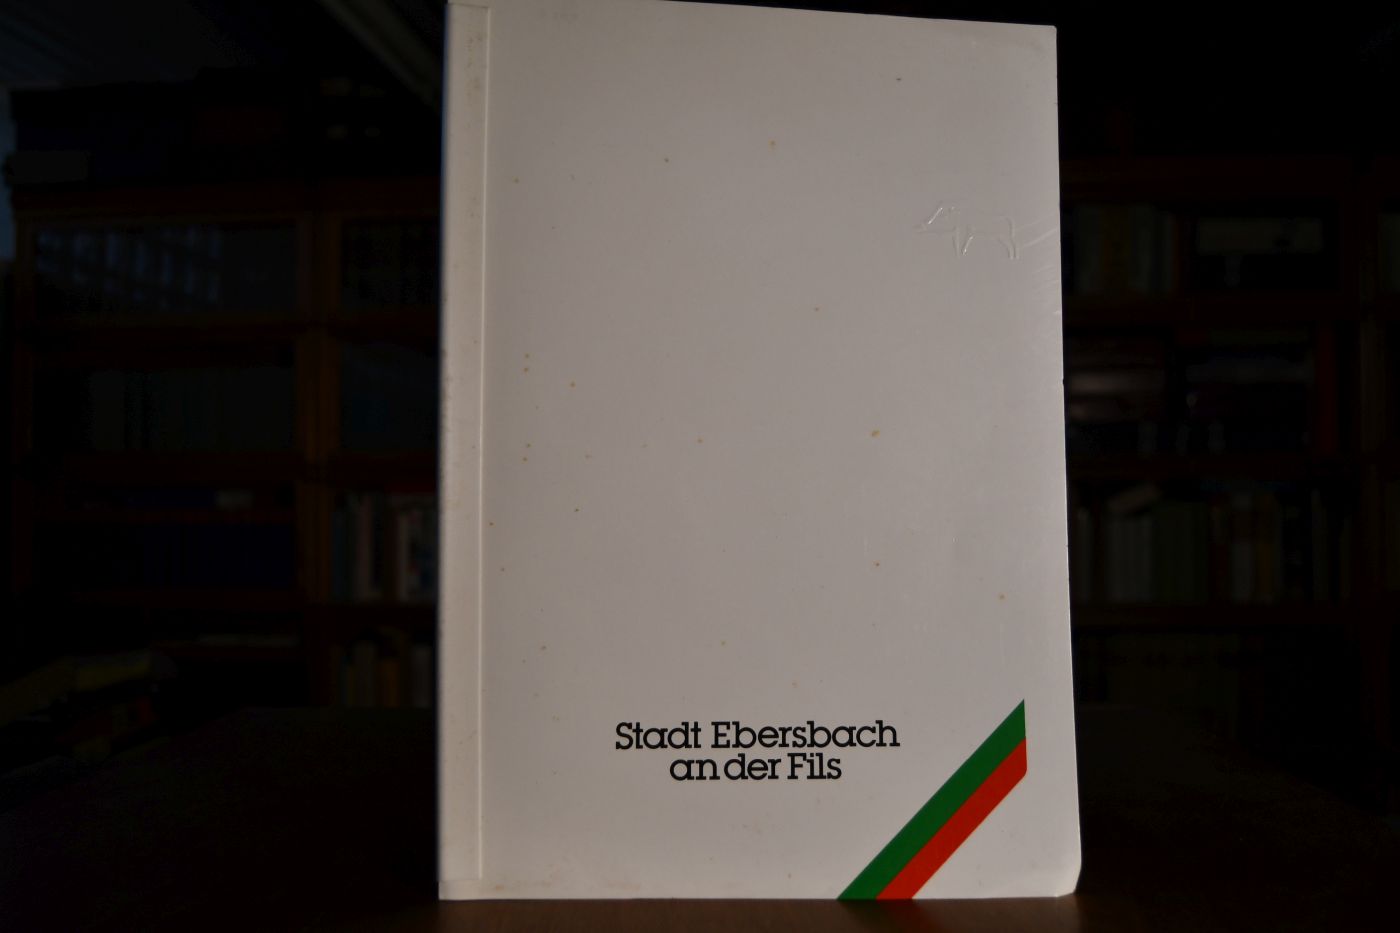 Stadt Ebersbach
an der Fils